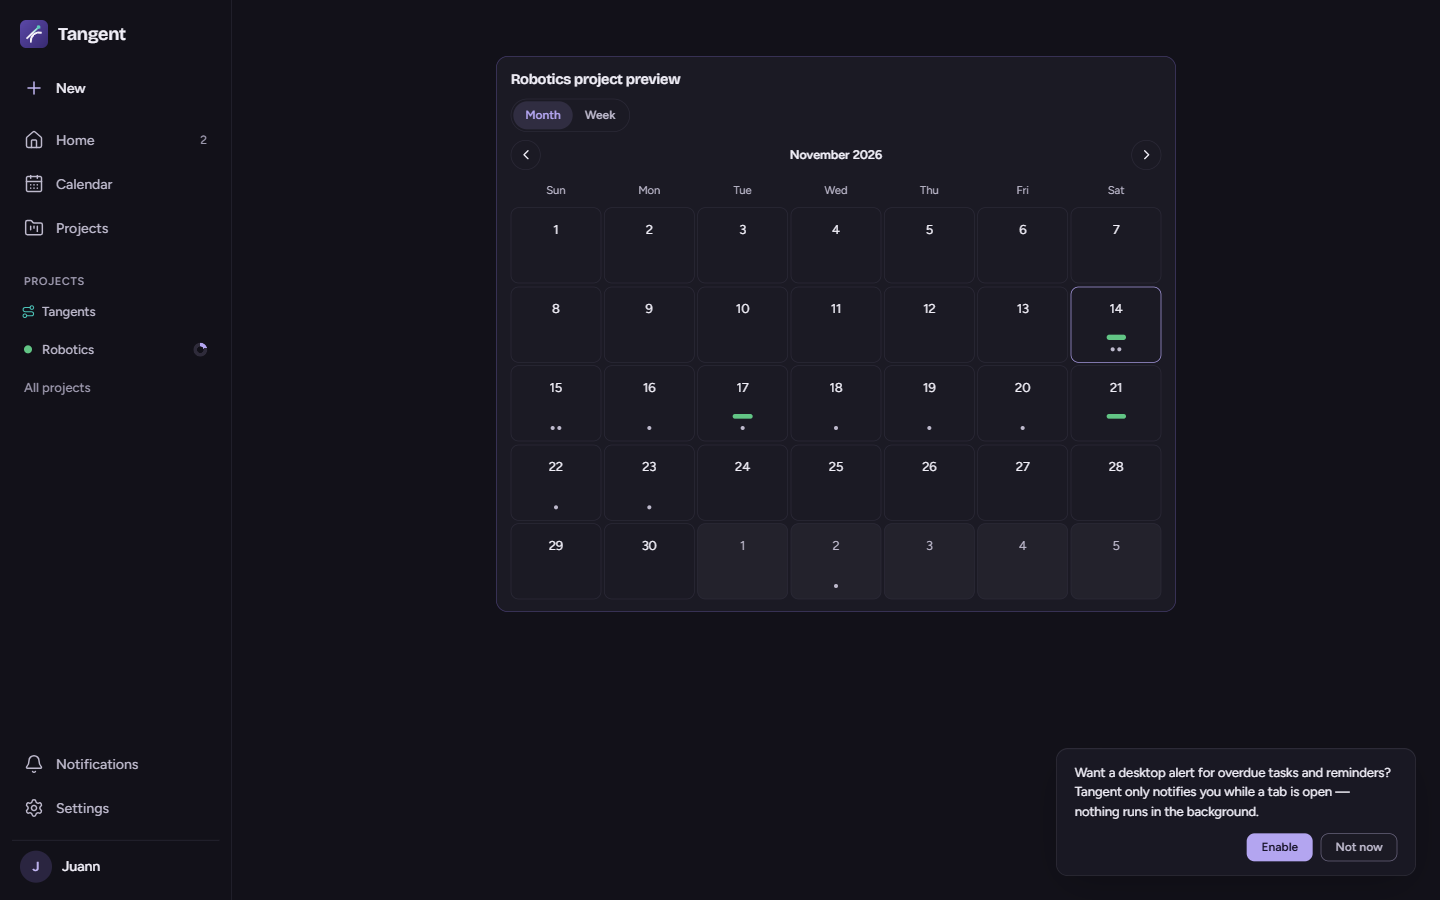 Tangent
New
Home 2
Calendar
Projects
PROJECTS
Tangents
Robotics
All projects
Notifications
Settings
J Juann
Robotics project preview
Month Week
November 2026
Sun Mon Tue Wed Thu Fri Sat
1 2 3 4 5 6 7
8 9 10 11 12 13 14
15 16 17 18 19 20 21
22 23 24 25 26 27 28
29 30 1 2 3 4 5
Want a desktop alert for overdue tasks and reminders?
Tangent only notifies you while a tab is open —
nothing runs in the background.
Enable Not now